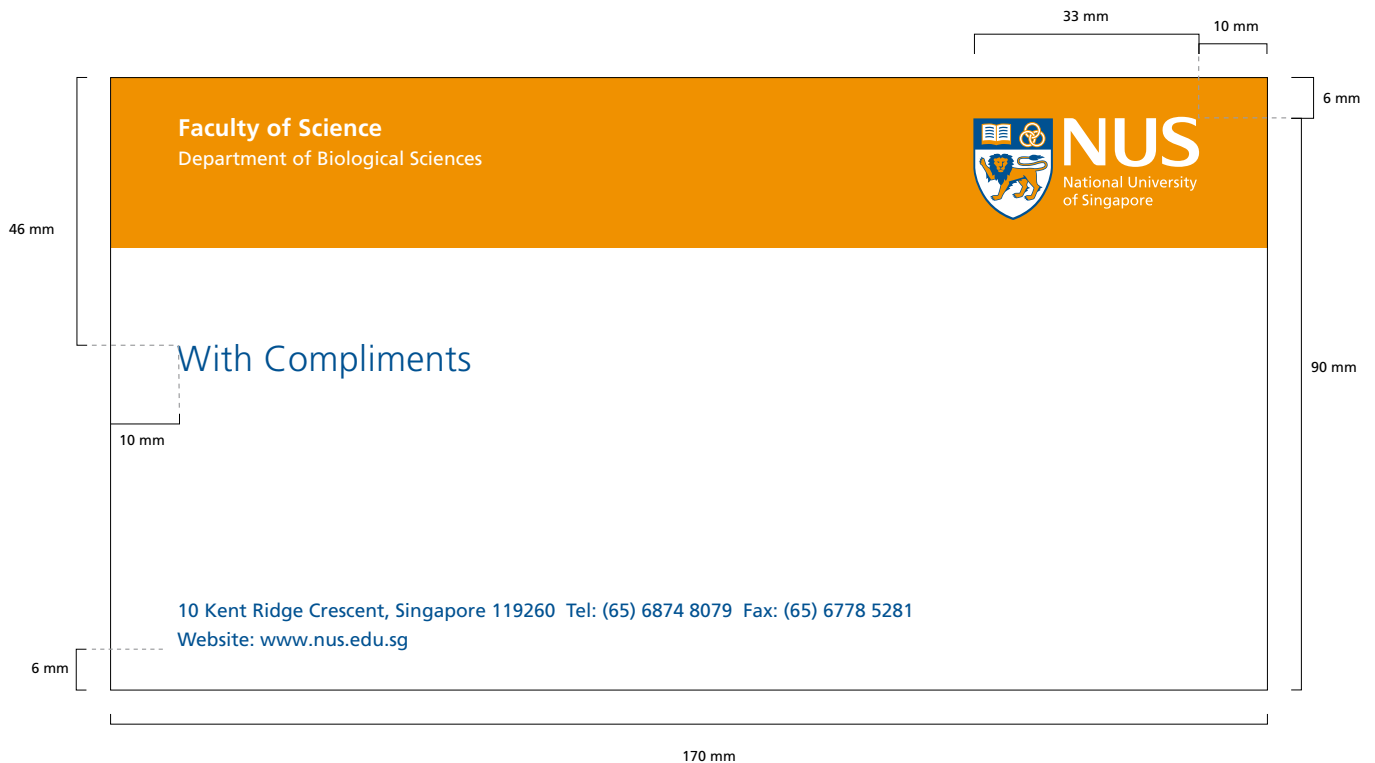 33 mm
10 mm
6 mm
Faculty of Science
Department of Biological Sciences
NUS
National University
of Singapore
46 mm
With Compliments
90 mm
10 mm
10 Kent Ridge Crescent, Singapore 119260  Tel: (65) 6874 8079  Fax: (65) 6778 5281
Website: www.nus.edu.sg
6 mm
170 mm